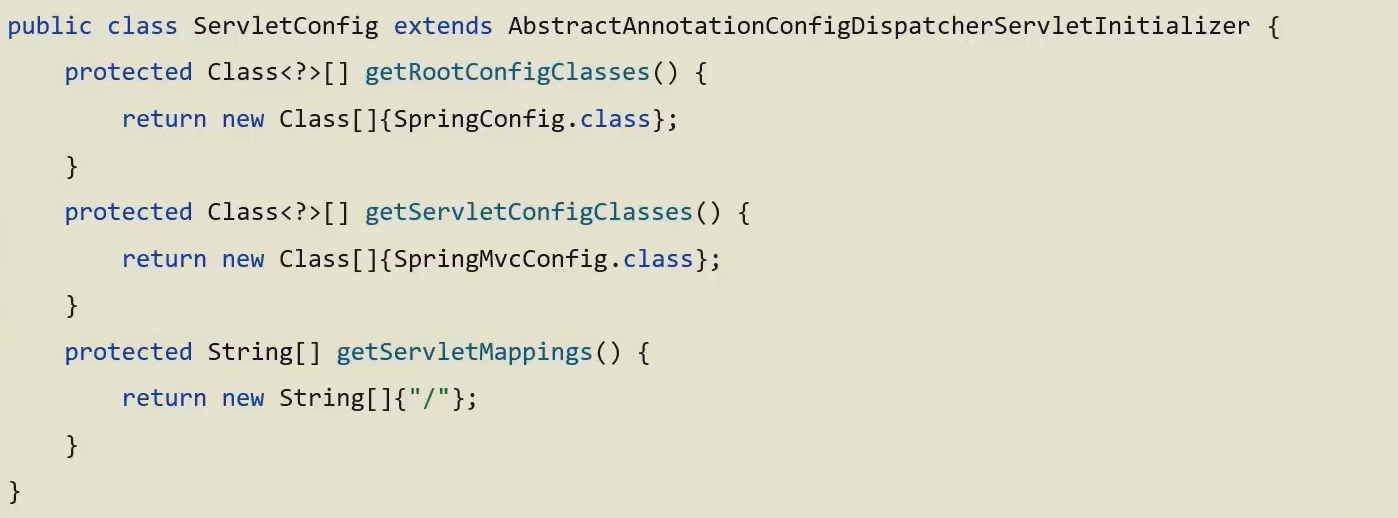 public class ServletConfig extends AbstractAnnotationConfigDispatcherServletInitializer {
    protected Class<?>[] getRootConfigClasses() {
        return new Class[]{SpringConfig.class};
    }
    protected Class<?>[] getServletConfigClasses() {
        return new Class[]{SpringMvcConfig.class};
    }
    protected String[] getServletMappings() {
        return new String[]{"/"};
    }
}